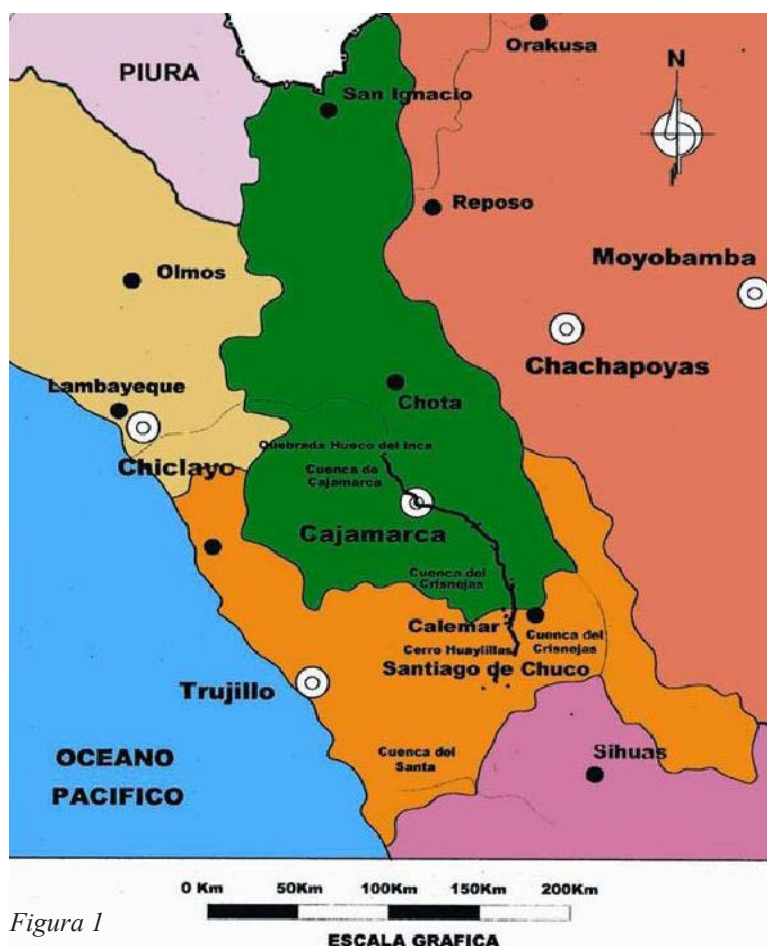 Orakusa
PIURA
N
San Ignacio
Reposo
Moyobamba
Olmos
Chachapoyas
Lambayeque
Chota
Quebrada Hueco del Inca
Chiclayo
Cuenca de
Cajamarca
Cajamarca
Cuenca del
Crisnejas
Calemar
Cuenca del
Crisnejas
Cerro Huaylillas
Santiago de Chuco
Trujillo
OCEANO
PACIFICO
Cuenca del
Santa
Sihuas
0 Km 50Km 100Km 150Km 200Km
Figura 1
ESCALA GRAFICA